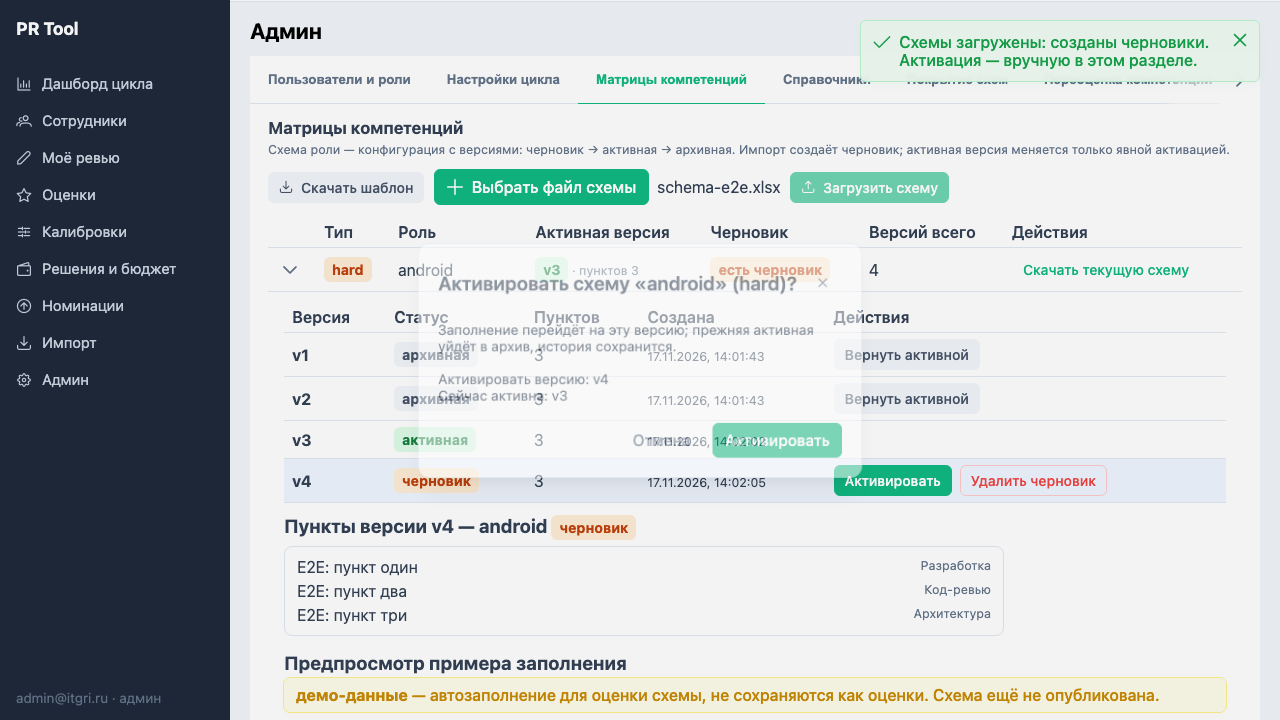 PR Tool
Дашборд цикла
Сотрудники
Моё ревью
Оценки
Калибровки
Решения и бюджет
Номинации
Импорт
Админ
admin@itgri.ru · админ
Админ
Схемы загружены: созданы черновики.
Активация — вручную в этом разделе.
Пользователи и роли Настройки цикла Матрицы компетенций Справочники
Матрицы компетенций
Схема роли — конфигурация с версиями: черновик → активная → архивная. Импорт создаёт черновик; активная версия меняется только явной активацией.
Скачать шаблон Выбрать файл схемы schema-e2e.xlsx Загрузить схему
Тип Роль Активная версия Черновик Версий всего Действия
hard android v3 · пунктов 3 есть черновик 4 Скачать текущую схему
Активировать схему «android» (hard)?
Заполнение перейдёт на эту версию; прежняя активная
уйдёт в архив, история сохранится.
Активировать версию: v4
Сейчас активна: v3
Отмена Активировать
Версия Статус Пунктов Создана Действия
v1 архивная 3 17.11.2026, 14:01:43 Вернуть активной
v2 архивная 3 17.11.2026, 14:01:43 Вернуть активной
v3 активная 3 17.11.2026,
v4 черновик 3 17.11.2026, 14:02:05 Активировать Удалить черновик
Пункты версии v4 — android черновик
E2E: пункт один Разработка
E2E: пункт два Код-ревью
E2E: пункт три Архитектура
Предпросмотр примера заполнения
демо-данные — автозаполнение для оценки схемы, не сохраняются как оценки. Схема ещё не опубликована.